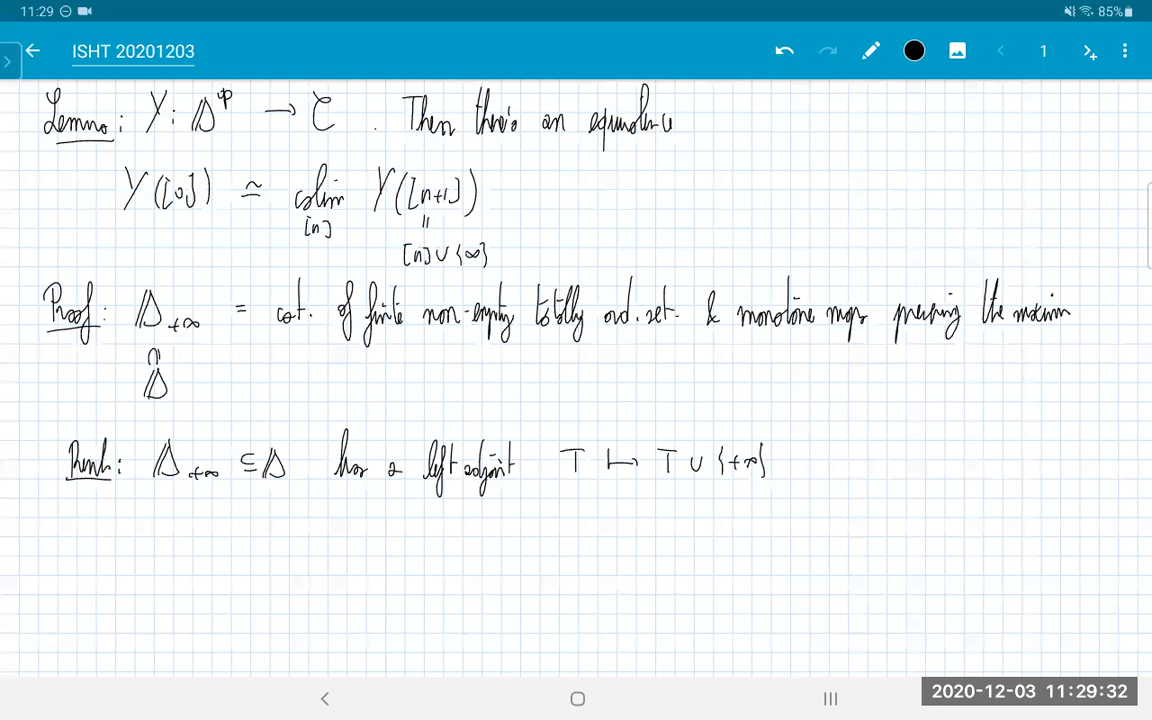 11:29
85%
ISHT 20201203
1
Lemma: Y: Δ^op → C. Then there's an equivalence
Y([0]) ≃ colim Y([n+1])
[n]
=
[n]∪{∞}
Proof: Δ_{+∞} = cat. of finite non-empty totally ord. set. & monotone maps preserving the maximum
∩
Δ
Rmk: Δ_{+∞} ⊆ Δ has a left adjoint T ↦ T ∪ {+∞}
2020-12-03 11:29:32